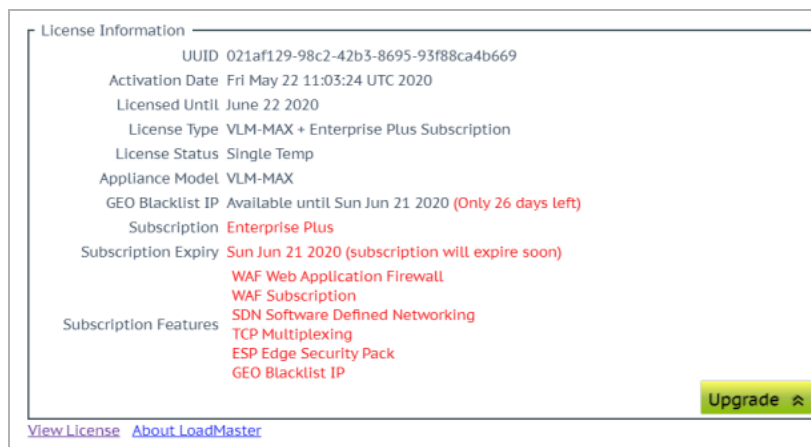 License Information
UUID 021af129-98c2-42b3-8695-93f88ca4b669
Activation Date Fri May 22 11:03:24 UTC 2020
Licensed Until June 22 2020
License Type VLM-MAX + Enterprise Plus Subscription
License Status Single Temp
Appliance Model VLM-MAX
GEO Blacklist IP Available until Sun Jun 21 2020 (Only 26 days left)
Subscription Enterprise Plus
Subscription Expiry Sun Jun 21 2020 (subscription will expire soon)
WAF Web Application Firewall
WAF Subscription
SDN Software Defined Networking
Subscription Features
TCP Multiplexing
ESP Edge Security Pack
GEO Blacklist IP
Upgrade
View License About LoadMaster